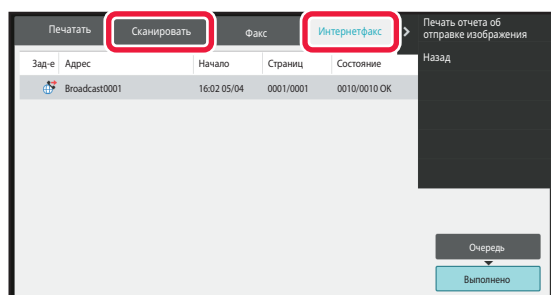 Печатать Сканировать Факс Интернетфакс
Печать отчета об
отправке изображения
Назад
Зад-е Адрес Начало Страниц Состояние
Broadcast0001 16:02 05/04 0001/0001 0010/0010 OK
Очередь
Выполнено